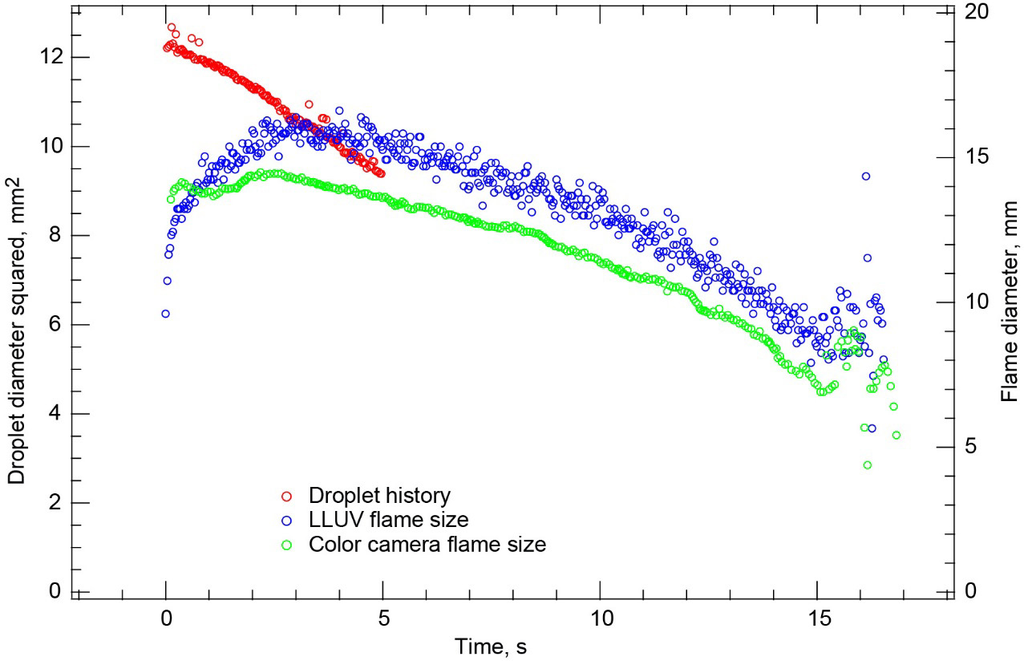 Droplet diameter squared, mm2
12
10
8
6
4
2
0
20
15
10
5
0
Flame diameter, mm
Droplet history
LLUV flame size
Color camera flame size
0
5
10
15
Time, s